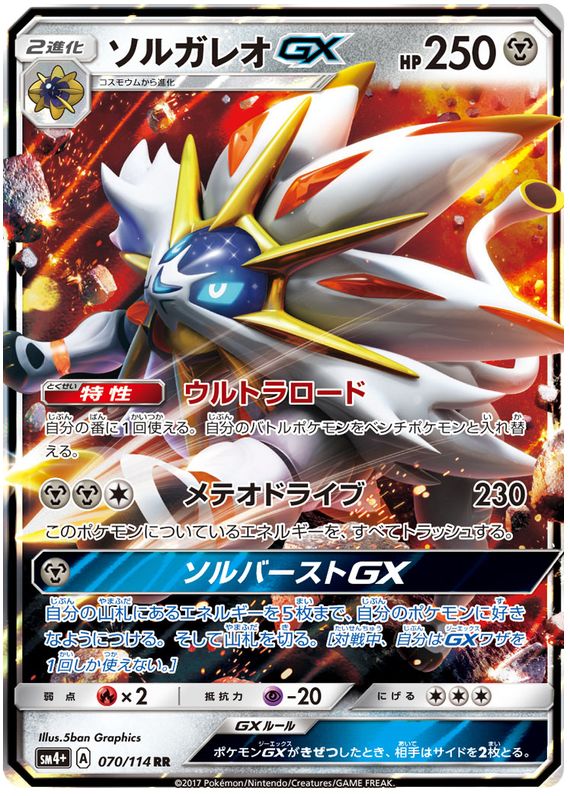 2進化 ソルガレオGX HP250
コスモウムから進化
とくせい
特性 ウルトラロード
自分の番に1回使える。自分のバトルポケモンをベンチポケモンと入れ替
える。
メテオドライブ 230
このポケモンについているエネルギーを、すべてトラッシュする。
ソルバーストGX
自分の山札にあるエネルギーを5枚まで、自分のポケモンに好き
なようにつける。そして山札を切る。[対戦中、自分はGXワザを
1回しか使えない。]
弱点 ×2 抵抗力 -20 にげる
Illus.5ban Graphics
GXルール
SM4+ A 070/114 RR
ポケモンGXがきぜつしたとき、相手はサイドを2枚とる。
©2017 Pokémon/Nintendo/Creatures/GAME FREAK.